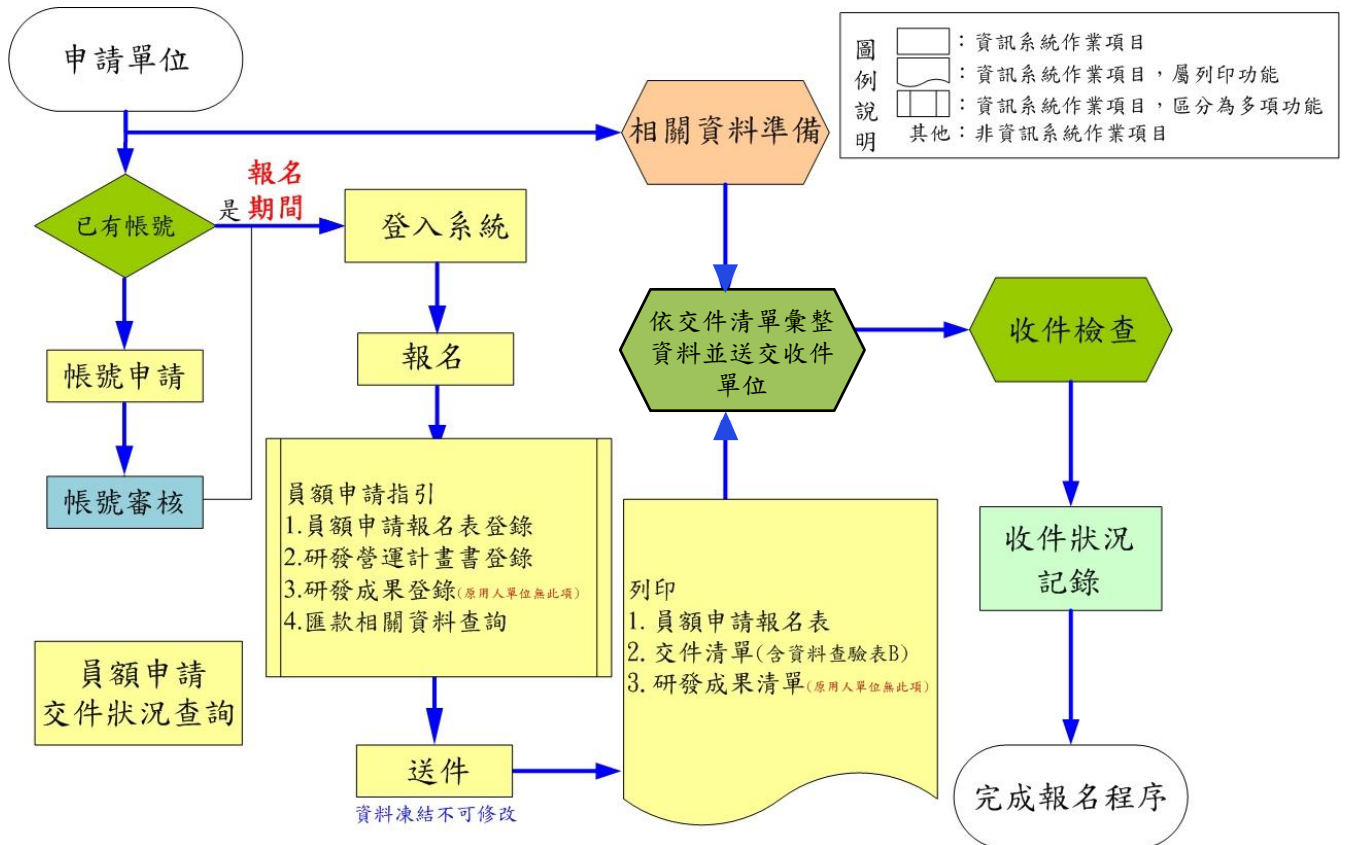 申請單位
圖例說明
：資訊系統作業項目
：資訊系統作業項目，屬列印功能
：資訊系統作業項目，區分為多項功能
其他：非資訊系統作業項目
相關資料準備
已有帳號
是
報名
期間
登入系統
報名
帳號申請
帳號審核
依交件清單彙整
資料並送交收件
單位
收件檢查
員額申請指引
1.員額申請報名表登錄
2.研發營運計畫書登錄
3.研發成果登錄(原用人單位無此項)
4.匯款相關資料查詢
收件狀況
記錄
列印
1. 員額申請報名表
2. 交件清單(含資料查驗表B)
3. 研發成果清單(原用人單位無此項)
員額申請
交件狀況查詢
送件
資料凍結不可修改
完成報名程序